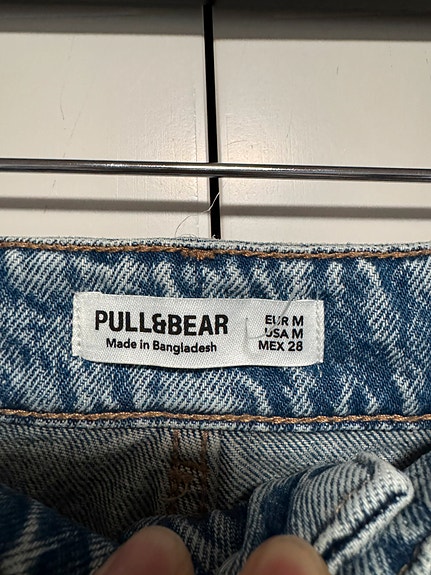 PULL&BEAR
Made in Bangladesh
EUR M
USA M
MEX 28